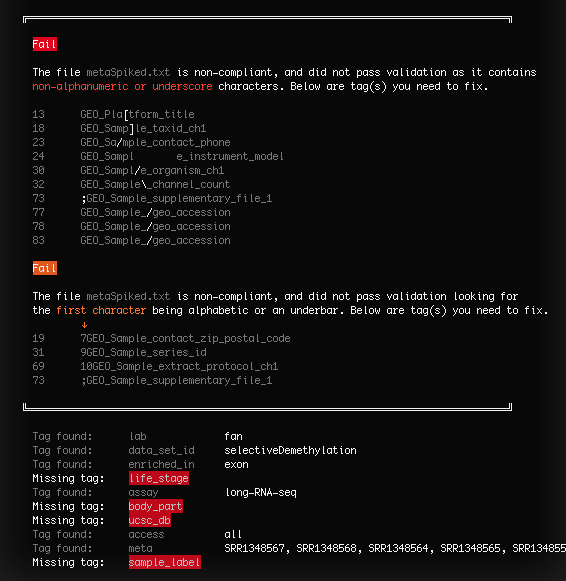 Fail
The file metaSpiked.txt is non-compliant, and did not pass validation as it contains
non-alphanumeric or underscore characters. Below are tag(s) you need to fix.
13 GEO_Pla[tform_title
18 GEO_Samp]le_taxid_ch1
23 GEO_Sa/mple_contact_phone
24 GEO_Sampl e_instrument_model
30 GEO_Sampl/e_organism_ch1
32 GEO_Sample\_channel_count
73 ;GEO_Sample_supplementary_file_1
77 GEO_Sample_/geo_accession
78 GEO_Sample_/geo_accession
83 GEO_Sample_/geo_accession
Fail
The file metaSpiked.txt is non-compliant, and did not pass validation looking for
the first character being alphabetic or an underbar. Below are tag(s) you need to fix.
↓
19 7GEO_Sample_contact_zip_postal_code
31 9GEO_Sample_series_id
69 10GEO_Sample_extract_protocol_ch1
73 ;GEO_Sample_supplementary_file_1
Tag found: lab fan
Tag found: data_set_id selectiveDemethylation
Tag found: enriched_in exon
Missing tag: life_stage
Tag found: assay long-RNA-seq
Missing tag: body_part
Missing tag: ucsc_db
Tag found: access all
Tag found: meta SRR1348567, SRR1348568, SRR1348564, SRR1348565, SRR134855
Missing tag: sample_label